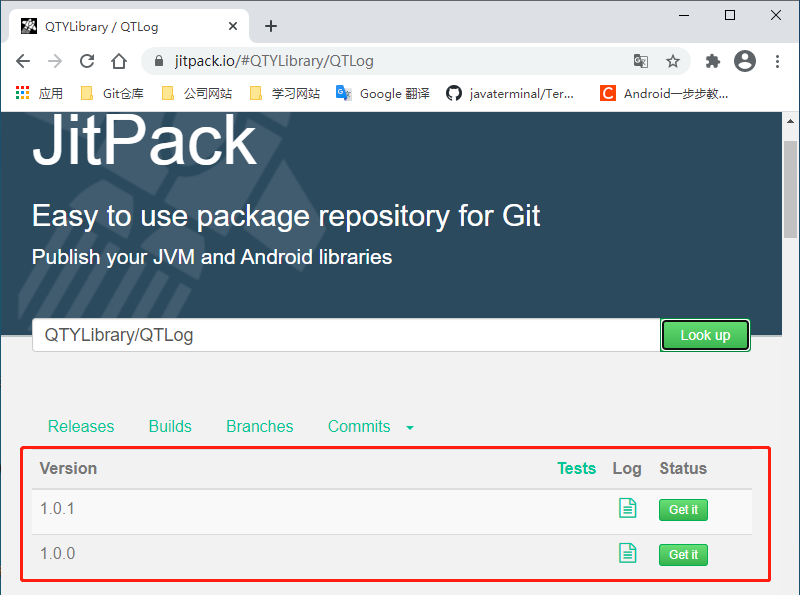 QTYLibrary / QTLog
jitpack.io/#QTYLibrary/QTLog
应用 Git仓库 公司网站 学习网站 Google 翻译 javaterminal/Ter... Android一步步教...
JitPack
Easy to use package repository for Git
Publish your JVM and Android libraries
QTYLibrary/QTLog Look up
Releases Builds Branches Commits
Version Tests Log Status
1.0.1 Get it
1.0.0 Get it